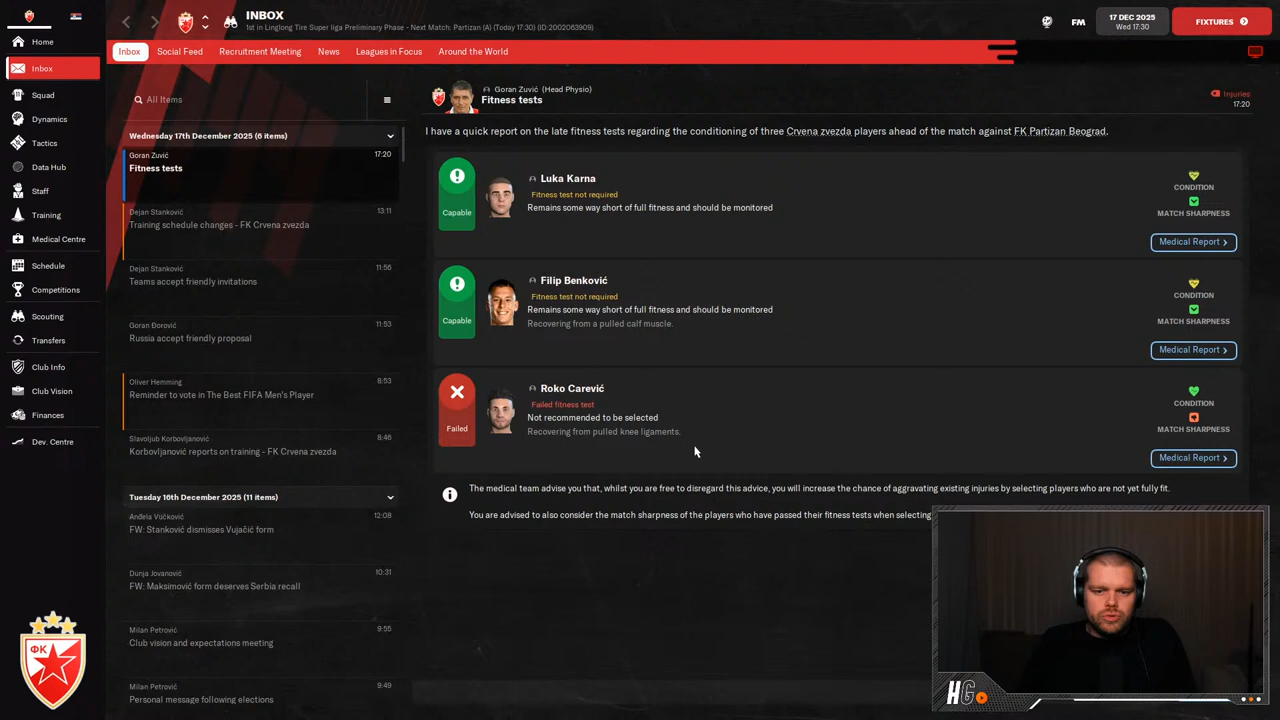 INBOX
1st in Linglong Tire Super liga Preliminary Phase - Next Match: Partizan (A) (Today 17:30) (ID:2002063909)
FM
17 DEC 2025
Wed 17:30
FIXTURES
Home
Inbox
Squad
Dynamics
Tactics
Data Hub
Staff
Training
Medical Centre
Schedule
Competitions
Scouting
Transfers
Club Info
Club Vision
Finances
Dev. Centre
ФК
Inbox
Social Feed
Recruitment Meeting
News
Leagues in Focus
Around the World
All Items
Wednesday 17th December 2025 (6 items)
Goran Zuvić
17:20
Fitness tests
Dejan Stanković
13:11
Training schedule changes - FK Crvena zvezda
Dejan Stanković
11:56
Teams accept friendly invitations
Goran Đorović
11:53
Russia accept friendly proposal
Oliver Hemming
8:53
Reminder to vote in The Best FIFA Men's Player
Slavoljub Korbovljanović
8:46
Korbovljanović reports on training - FK Crvena zvezda
Tuesday 16th December 2025 (11 items)
Anđela Vučković
12:08
FW: Stanković dismisses Vujačić form
Dunja Jovanović
10:31
FW: Maksimović form deserves Serbia recall
Milan Petrović
9:55
Club vision and expectations meeting
Milan Petrović
9:49
Personal message following elections
Goran Zuvić (Head Physio)
Fitness tests
Injuries
17:20
I have a quick report on the late fitness tests regarding the conditioning of three Crvena zvezda players ahead of the match against FK Partizan Beograd.
Capable
Luka Karna
Fitness test not required
Remains some way short of full fitness and should be monitored
CONDITION
MATCH SHARPNESS
Medical Report
Capable
Filip Benković
Fitness test not required
Remains some way short of full fitness and should be monitored
Recovering from a pulled calf muscle.
CONDITION
MATCH SHARPNESS
Medical Report
Failed
Roko Carević
Failed fitness test
Not recommended to be selected
Recovering from pulled knee ligaments.
CONDITION
MATCH SHARPNESS
Medical Report
The medical team advise you that, whilst you are free to disregard this advice, you will increase the chance of aggravating existing injuries by selecting players who are not yet fully fit.
You are advised to also consider the match sharpness of the players who have passed their fitness tests when selecting
HG